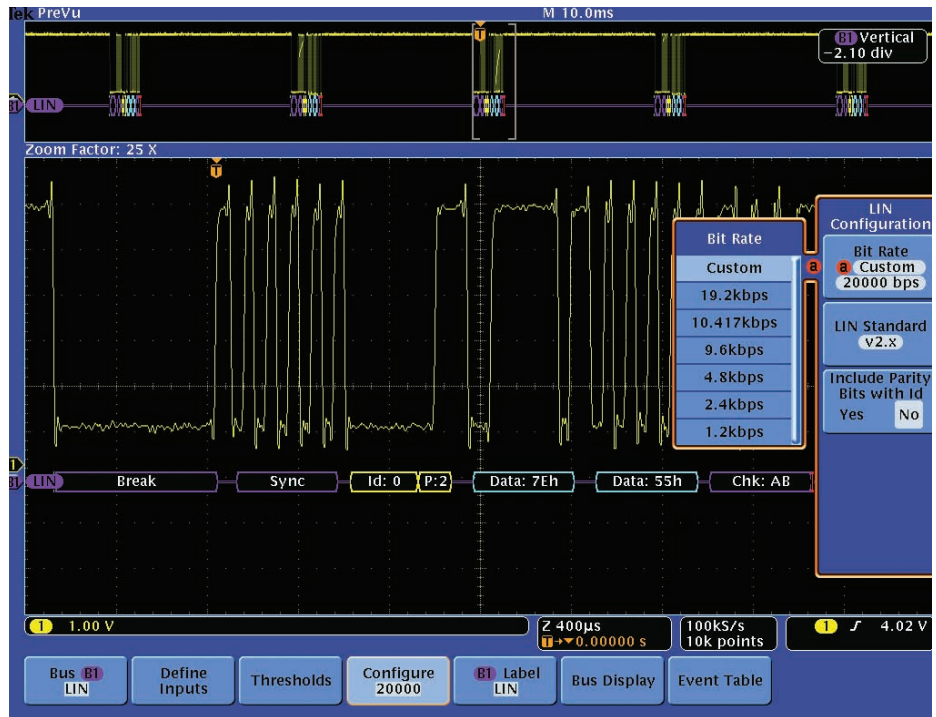 Tek PreVu
M 10.0ms
T
B1 Vertical
-2.10 div
B1 LIN
Zoom Factor: 25 X
T
LIN
Configuration
Bit Rate
a Custom
20000 bps
LIN Standard
v2.x
Include Parity
Bits with Id
Yes No
Bit Rate
Custom
a
19.2kbps
10.417kbps
9.6kbps
4.8kbps
2.4kbps
1.2kbps
1
B1 LIN
Break
Sync
Id: 0
P:2
Data: 7Eh
Data: 55h
Chk: AB
1 1.00 V
Z 400µs
T→▼0.00000 s
100kS/s
10k points
1 ∫ 4.02 V
Bus B1
LIN
Define
Inputs
Thresholds
Configure
20000
B1 Label
LIN
Bus Display
Event Table